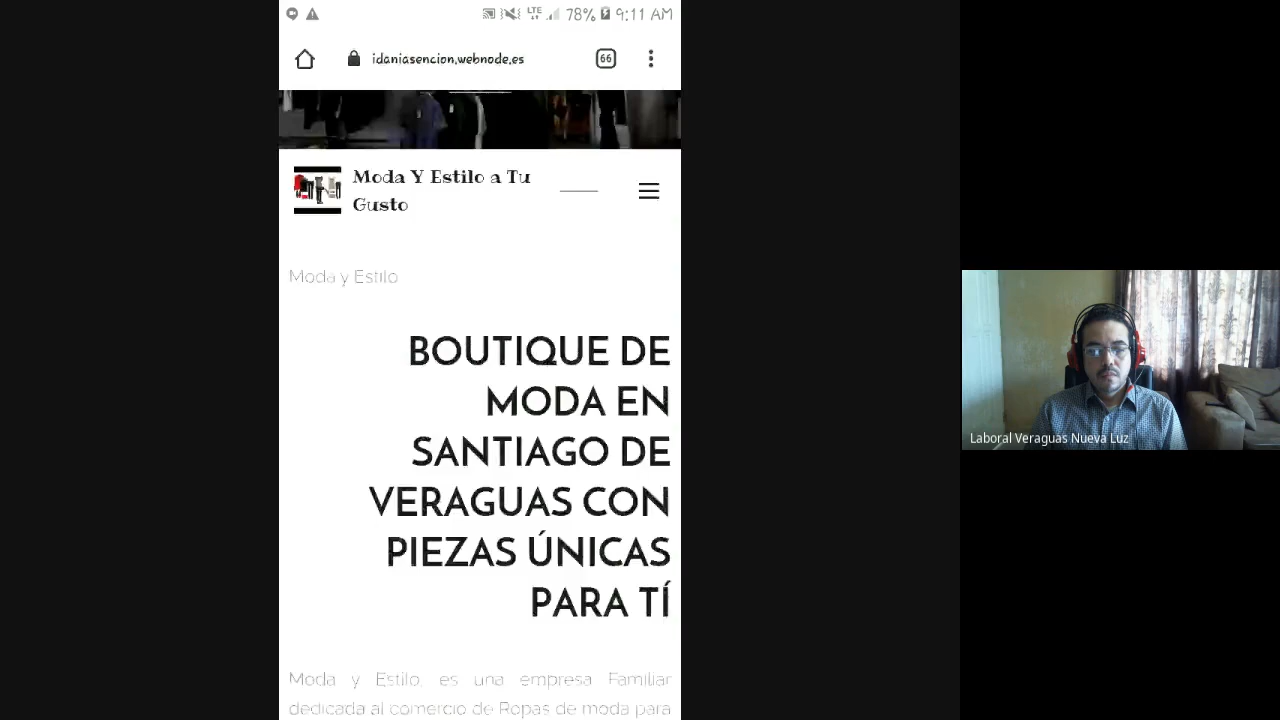 LTE 78% 9:11 AM
idaniasencion.webnode.es 66
Moda Y Estilo a Tu
Gusto
Moda y Estilo
BOUTIQUE DE
MODA EN
SANTIAGO DE
VERAGUAS CON
PIEZAS ÚNICAS
PARA TÍ
Moda y Estilo, es una empresa Familiar
dedicada al comercio de Ropas de moda para
Laboral Veraguas Nueva Luz